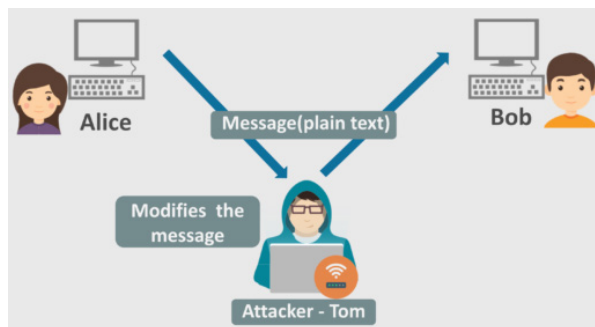 Alice
Bob
Message(plain text)
Modifies the
message
Attacker - Tom